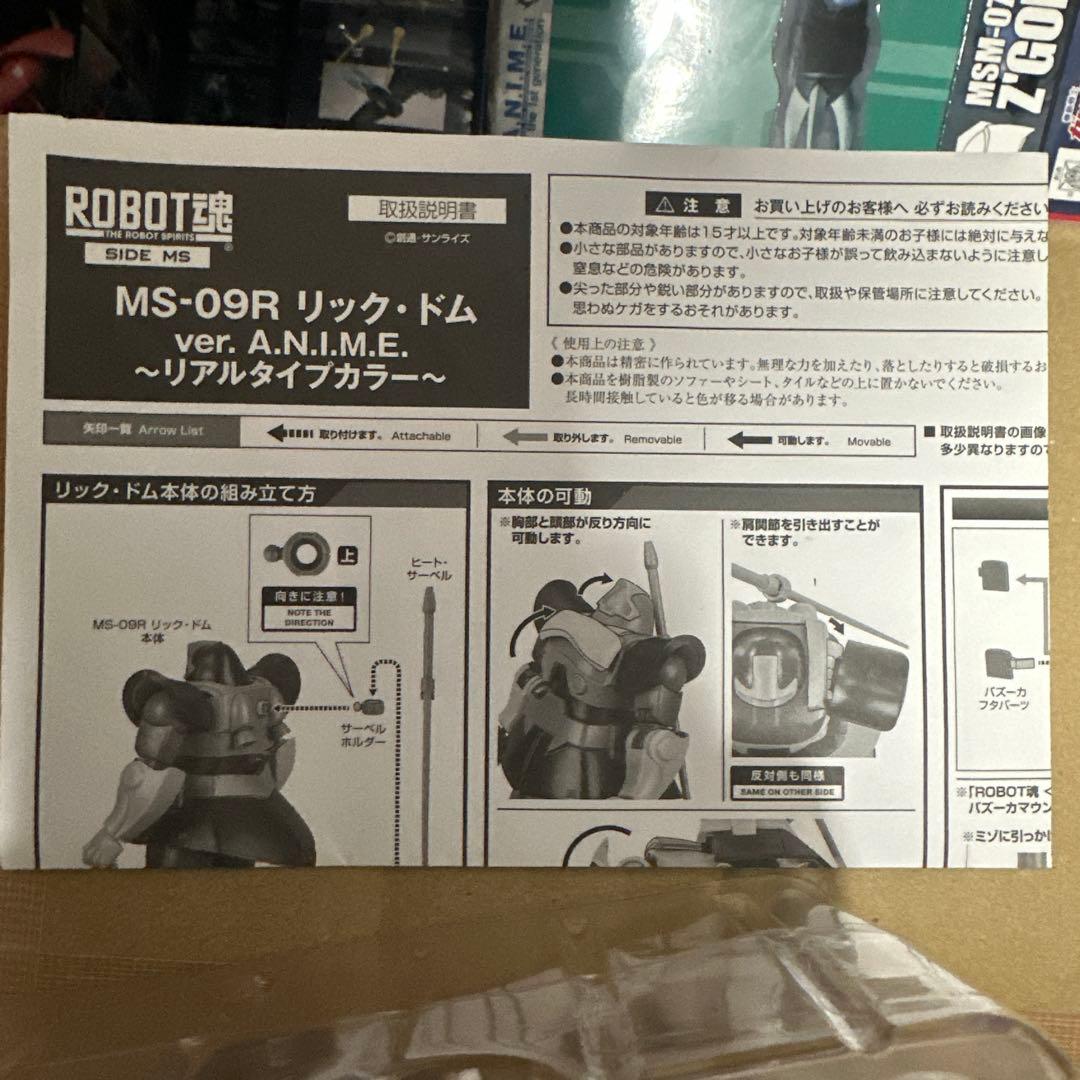 A.N.I.M.E.
the 1st generation
MSM-07
Z'GO
ROBOT魂
THE ROBOT SPIRITS
SIDE MS
取扱説明書
©創通・サンライズ
MS-09R リック・ドム
ver. A.N.I.M.E.
〜リアルタイプカラー〜
⚠ 注 意 お買い上げのお客様へ 必ずお読みください
●本商品の対象年齢は15才以上です。対象年齢未満のお子様には絶対に与えな
●小さな部品がありますので、小さなお子様が誤って飲み込まないように注意し
窒息などの危険があります。
●尖った部分や鋭い部分がありますので、取扱や保管場所に注意してください。
思わぬケガをするおそれがあります。
《 使用上の注意 》
●本商品は精密に作られています。無理な力を加えたり、落としたりすると破損するお
●本商品を樹脂製のソファーやシート、タイルなどの上に置かないでください。
長時間接触していると色が移る場合があります。
矢印一覧 Arrow List
取り付けます。 Attachable
取り外します。 Removable
可動します。 Movable
■取扱説明書の画像
多少異なりますので
リック・ドム本体の組み立て方
上
向きに注意!
NOTE THE
DIRECTION
ヒート・
サーベル
MS-09R リック・ドム
本体
サーベル
ホルダー
本体の可動
※胸部と頭部が反り方向に
可動します。
※肩関節を引き出すことが
できます。
反対側も同様
SAME ON OTHER SIDE
バズーカ
フタパーツ
※「ROBOT魂 <
バズーカマウン
※ミゾに引っかけ